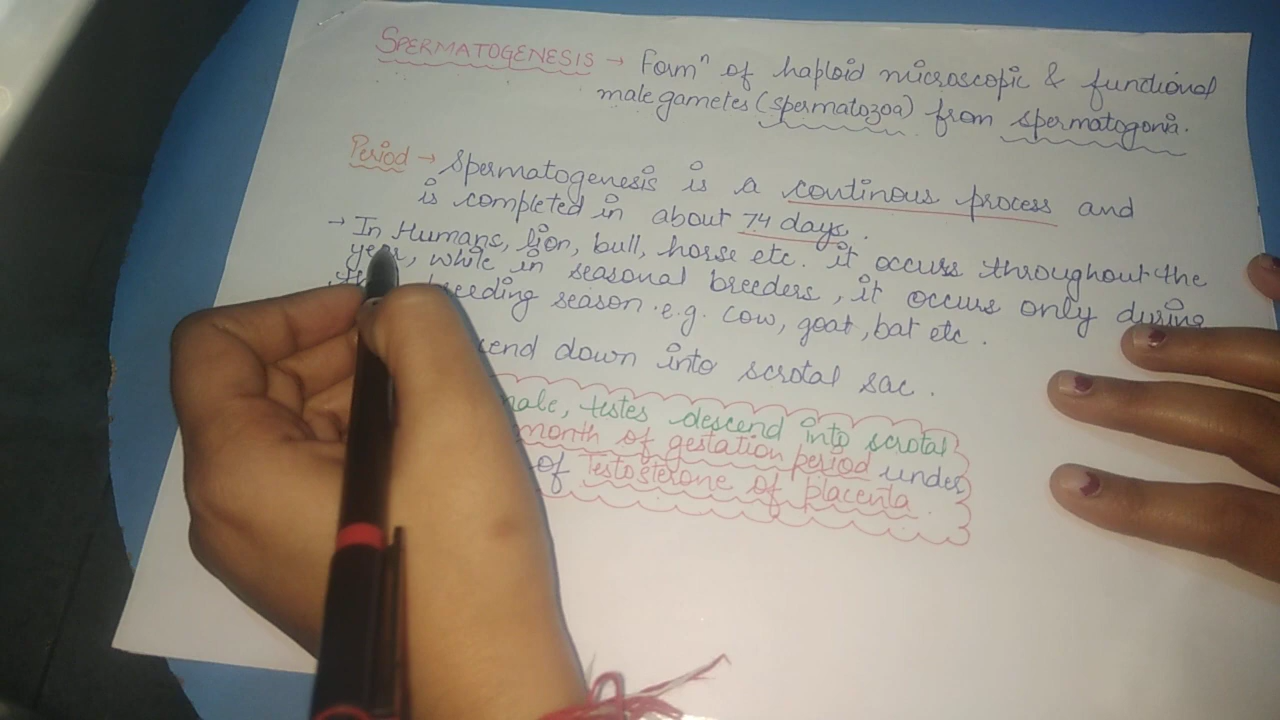 SPERMATOGENESIS → Formⁿ of haploid microscopic & functional
male gametes (spermatozoa) from spermatogonia.
Period → Spermatogenesis is a continous process and
is completed in about 74 days.
→ In Humans, lion, bull, horse etc. it occurs throughout the
year, while in seasonal breeders, it occurs only during
breeding season. e.g. cow, goat, bat etc.
down into scrotal sac.
testes descend into scrotal
month of gestation period under
of Testosterone of placenta.